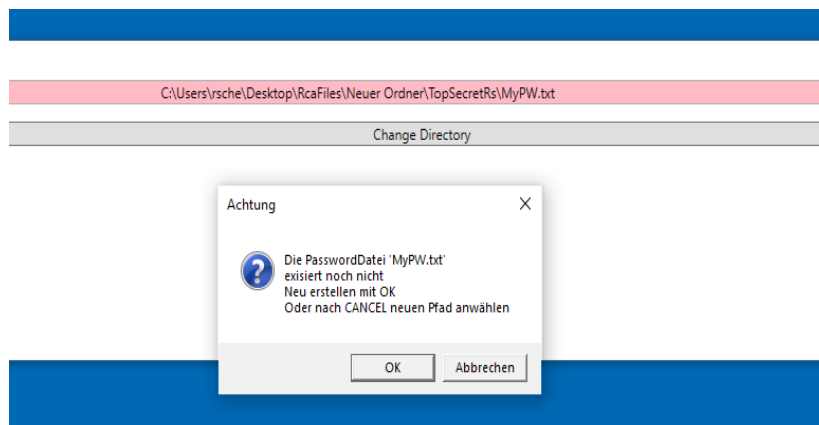 C:\Users\rsche\Desktop\RcaFiles\Neuer Ordner\TopSecretRs\MyPW.txt
Change Directory
Achtung
Die PasswordDatei 'MyPW.txt'
exisiert noch nicht
Neu erstellen mit OK
Oder nach CANCEL neuen Pfad anwählen
OK
Abbrechen